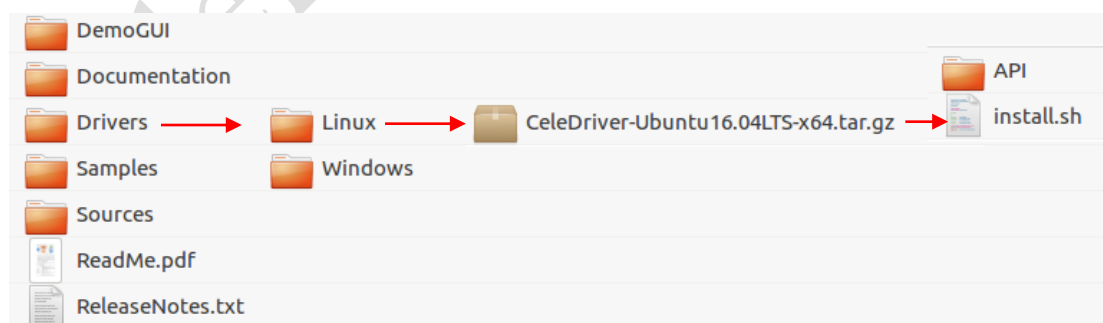 DemoGUI
Documentation
API
Drivers
Linux
CeleDriver-Ubuntu16.04LTS-x64.tar.gz
install.sh
Samples
Windows
Sources
ReadMe.pdf
ReleaseNotes.txt